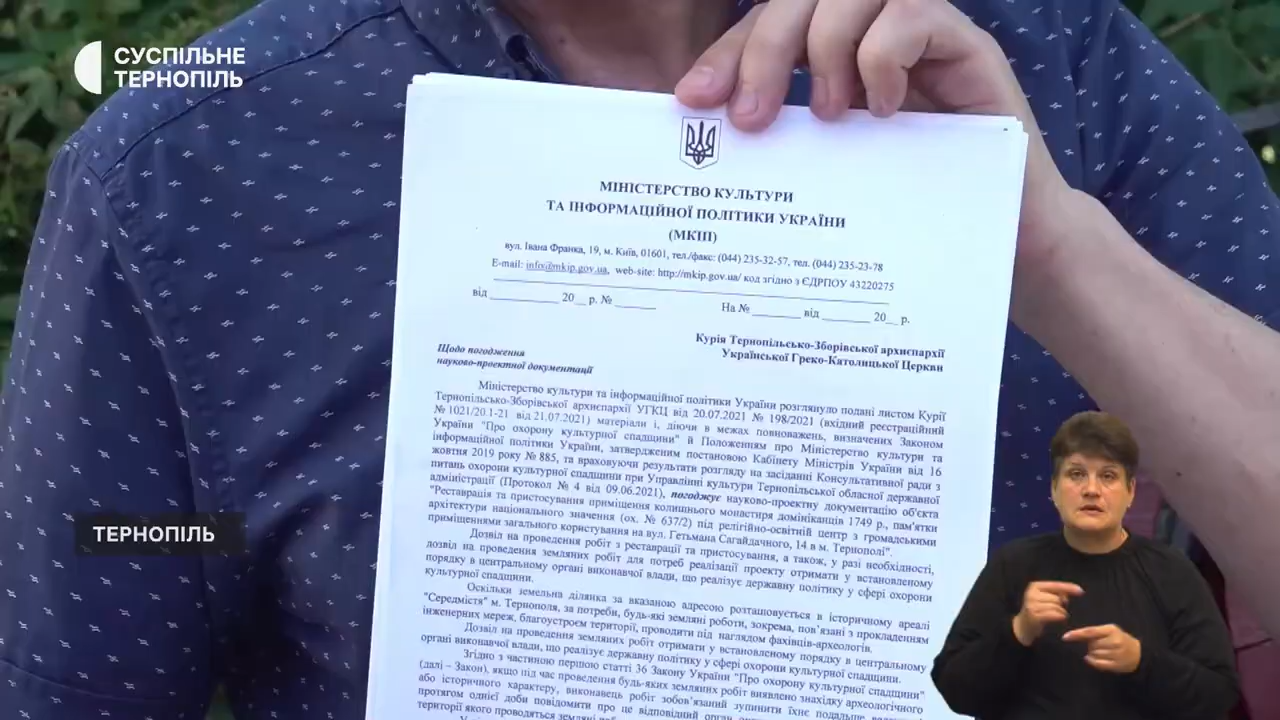 СУСПІЛЬНЕ
ТЕРНОПІЛЬ
МІНІСТЕРСТВО КУЛЬТУРИ
ТА ІНФОРМАЦІЙНОЇ ПОЛІТИКИ УКРАЇНИ
(МКІП)
вул. Івана Франка, 19, м. Київ, 01601, тел./факс: (044) 235-32-57, тел. (044) 235-23-78
E-mail: info@mkip.gov.ua, web-site: http://mkip.gov.ua/ код згідно з ЄДРПОУ 43220275
від ____________ 20__ р. № _______
На № ________ від ________ 20__ р.
Курія Тернопільсько-Зборівської архиєпархії
Української Греко-Католицької Церкви
Щодо погодження
науково-проектної документації
Міністерство культури та інформаційної політики України розглянуло подані листом Курії
Тернопільсько-Зборівської архиєпархії УГКЦ від 20.07.2021 № 198/2021 (вхідний реєстраційний
№ 1021/20.1-21 від 21.07.2021) матеріали і, діючи в межах повноважень, визначених Законом
України "Про охорону культурної спадщини" й Положенням про Міністерство культури та
інформаційної політики України, затвердженим постановою Кабінету Міністрів України від 16
жовтня 2019 року № 885, та враховуючи результати розгляду на засіданні Консультативної ради з
питань охорони культурної спадщини при Управлінні культури Тернопільської обласної державної
адміністрації (Протокол № 4 від 09.06.2021), погоджує науково-проектну документацію об'єкта
"Реставрація та пристосування приміщення колишнього монастиря домініканців 1749 р., пам'ятки
архітектури національного значення (ох. № 637/2) під релігійно-освітній центр з громадськими
приміщеннями загального користування на вул. Гетьмана Сагайдачного, 14 в м. Тернополі".
Дозвіл на проведення робіт з реставрації та пристосування, а також, у разі необхідності,
дозвіл на проведення земляних робіт для потреб реалізації проекту отримати у встановленому
порядку в центральному органі виконавчої влади, що реалізує державну політику у сфері охорони
культурної спадщини.
Оскільки земельна ділянка за вказаною адресою розташовується в історичному ареалі
"Середмістя" м. Тернополя, за потреби, будь-які земляні роботи, зокрема, пов'язані з прокладенням
інженерних мереж, благоустроєм території, проводити під наглядом фахівців-археологів.
Дозвіл на проведення земляних робіт отримати у встановленому порядку в центральному
органі виконавчої влади, що реалізує державну політику у сфері охорони культурної спадщини.
Згідно з частиною першою статті 36 Закону України "Про охорону культурної спадщини"
(далі – Закон), якщо під час проведення будь-яких земляних робіт виявлено знахідку археологічного
або історичного характеру, виконавець робіт зобов'язаний зупинити їхнє подальше
протягом однієї доби повідомити про це відповідний орган
території якого проводяться земляні
ТЕРНОПІЛЬ